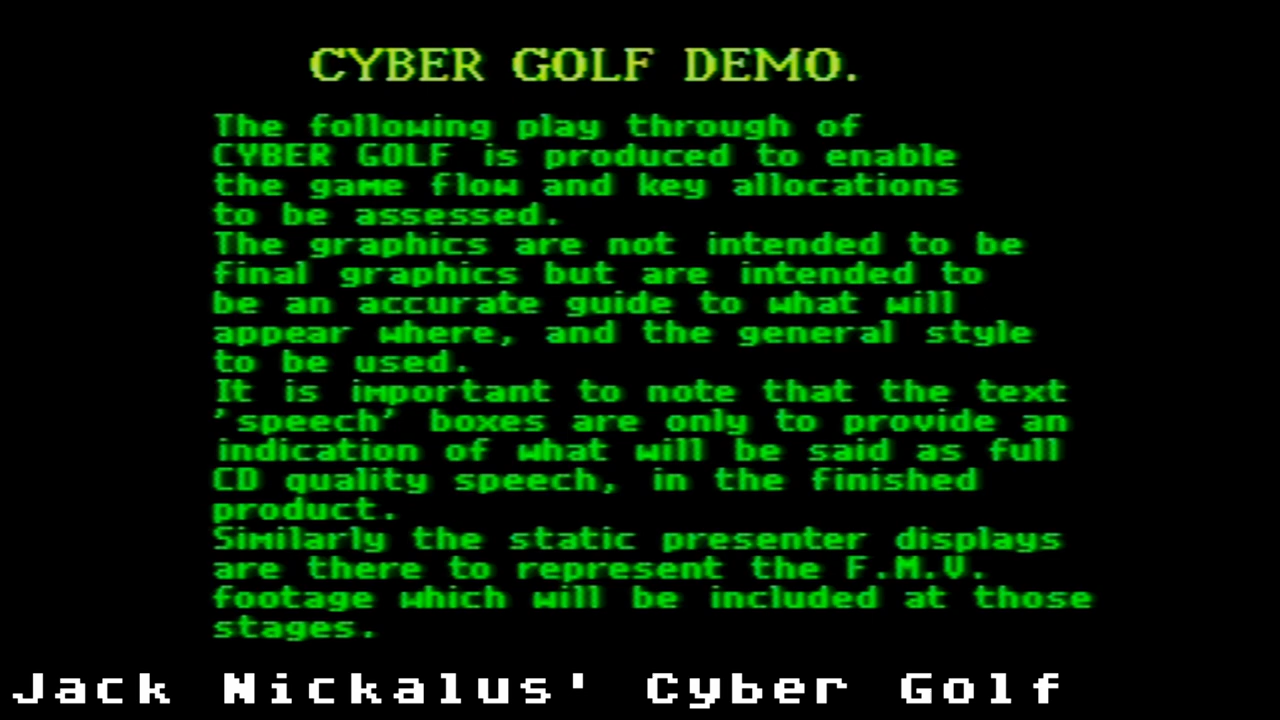 CYBER GOLF DEMO.
The following play through of
CYBER GOLF is produced to enable
the game flow and key allocations
to be assessed.
The graphics are not intended to be
final graphics but are intended to
be an accurate guide to what will
appear where, and the general style
to be used.
It is important to note that the text
'speech' boxes are only to provide an
indication of what will be said as full
CD quality speech, in the finished
product.
Similarly the static presenter displays
are there to represent the F.M.V.
footage which will be included at those
stages.
Jack Nickalus' Cyber Golf